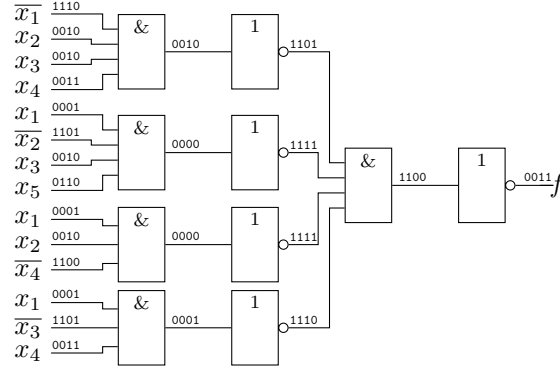 x̅₁ 1110
x₂ 0010
x₃ 0010
x₄ 0011
& 0010 1 1101
x₁ 0001
x̅₂ 1101
x₃ 0010
x₅ 0110
& 0000 1 1111
x₁ 0001
x₂ 0010
x̅₄ 1100
& 0000 1 1111
x₁ 0001
x̅₃ 1101
x₄ 0011
& 0001 1 1110
& 1100 1 0011 f